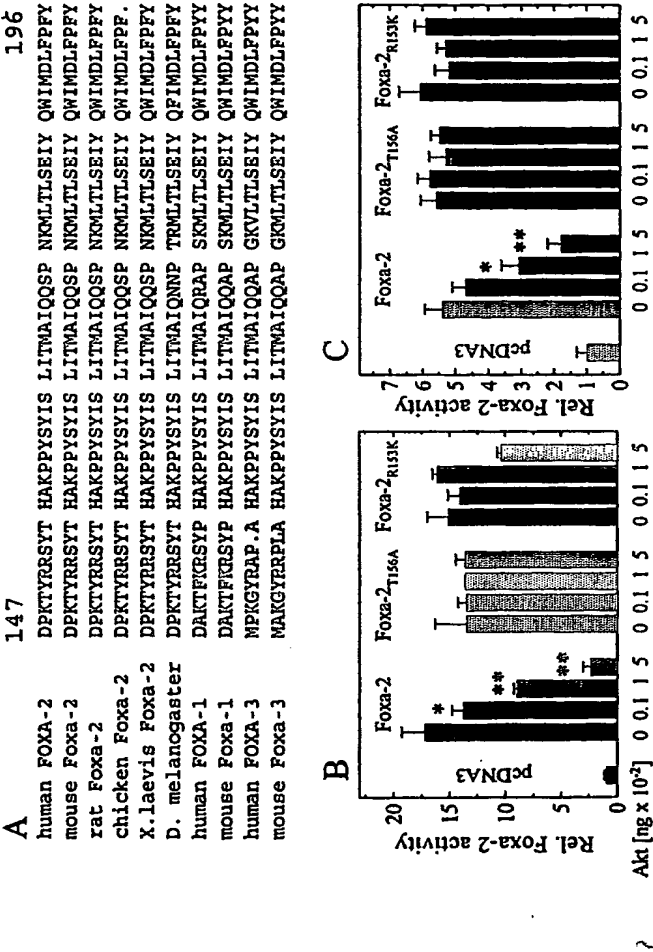 A
147 196
human FOXA-2 DPKTYRRSYT HAKPPYSYIS LITMAIQQSP NKMLTLSEIY QWIMDLFPFY
mouse Foxa-2 DPKTYRRSYT HAKPPYSYIS LITMAIQQSP NKMLTLSEIY QWIMDLFPFY
rat Foxa-2 DPKTYRRSYT HAKPPYSYIS LITMAIQQSP NKMLTLSEIY QWIMDLFPFY
chicken Foxa-2 DPKTYRRSYT HAKPPYSYIS LITMAIQQSP NKMLTLSEIY QWIMDLFPF.
X.laevis Foxa-2 DPKTYRRSYT HAKPPYSYIS LITMAIQQSP NKMLTLSEIY QWIMDLFPFY
D. melanogaster DPKTYRRSYT HAKPPYSYIS LITMAIQNNP TRMLTLSEIY QFIMDLFPFY
human FOXA-1 DAKTFKRSYP HAKPPYSYIS LITMAIQRAP SKMLTLSEIY QWIMDLFPYY
mouse Foxa-1 DAKTFKRSYP HAKPPYSYIS LITMAIQQAP SKMLTLSEIY QWIMDLFPYY
human FOXA-3 MPKGYRAP.A HAKPPYSYIS LITMAIQQAP GKVLTLSEIY QWIMDLFPYY
mouse Foxa-3 MAKGYRRPLA HAKPPYSYIS LITMAIQQAP GKMLTLSEIY QWIMDLFPYY
B
Rel. Foxa-2 activity
20
15
10
5
0
pcDNA3
Foxa-2
Foxa-2T156A
Foxa-2R153K
* ** **
0 0.1 1 5 0 0.1 1 5 0 0.1 1 5
Akt [ng x 10-2]
C
Rel. Foxa-2 activity
7
6
5
4
3
2
1
0
pcDNA3
Foxa-2
Foxa-2T156A
Foxa-2R153K
* **
0 0.1 1 5 0 0.1 1 5 0 0.1 1 5